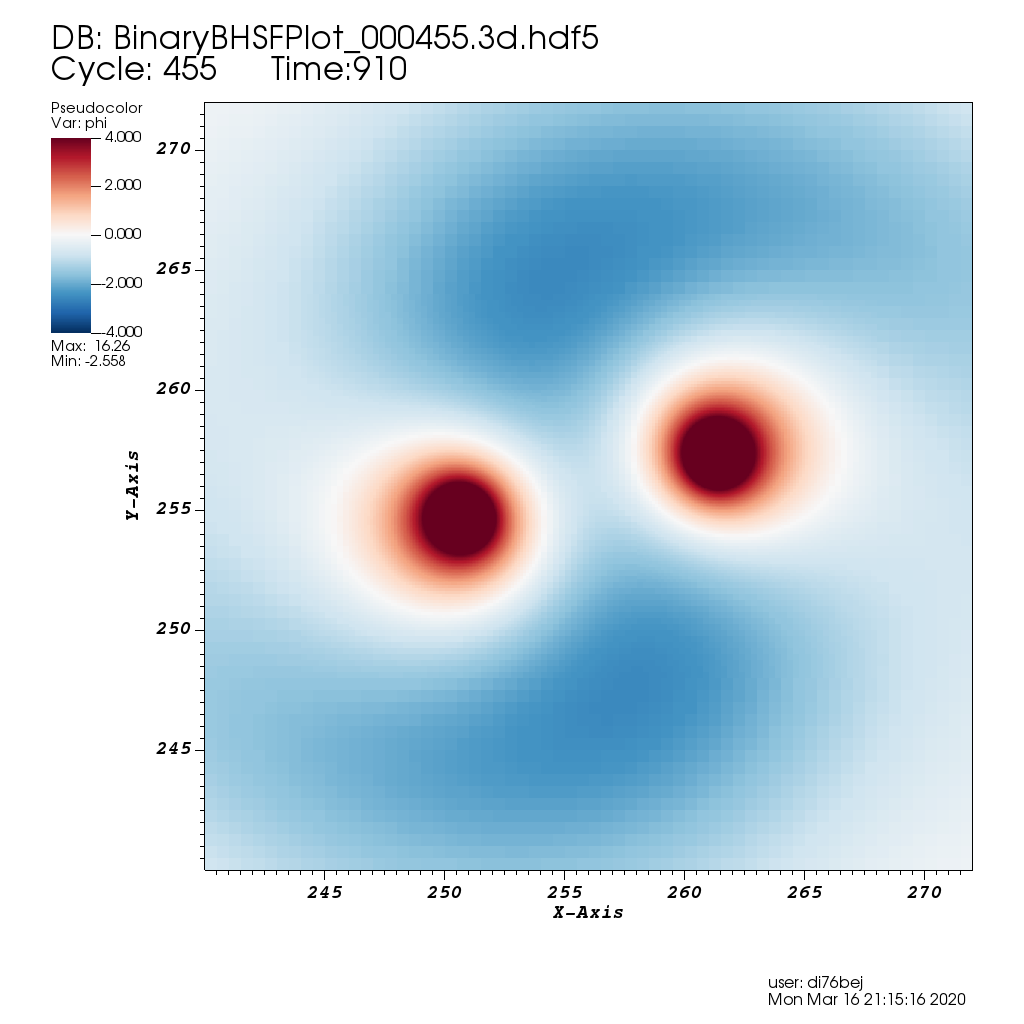 DB: BinaryBHSFPlot_000455.3d.hdf5
Cycle: 455 Time:910
Pseudocolor
Var: phi
4.000
2.000
0.000
-2.000
-4.000
Max: 16.26
Min: -2.558
270
265
260
255
250
245
Y-Axis
245 250 255 260 265 270
X-Axis
user: di76bej
Mon Mar 16 21:15:16 2020